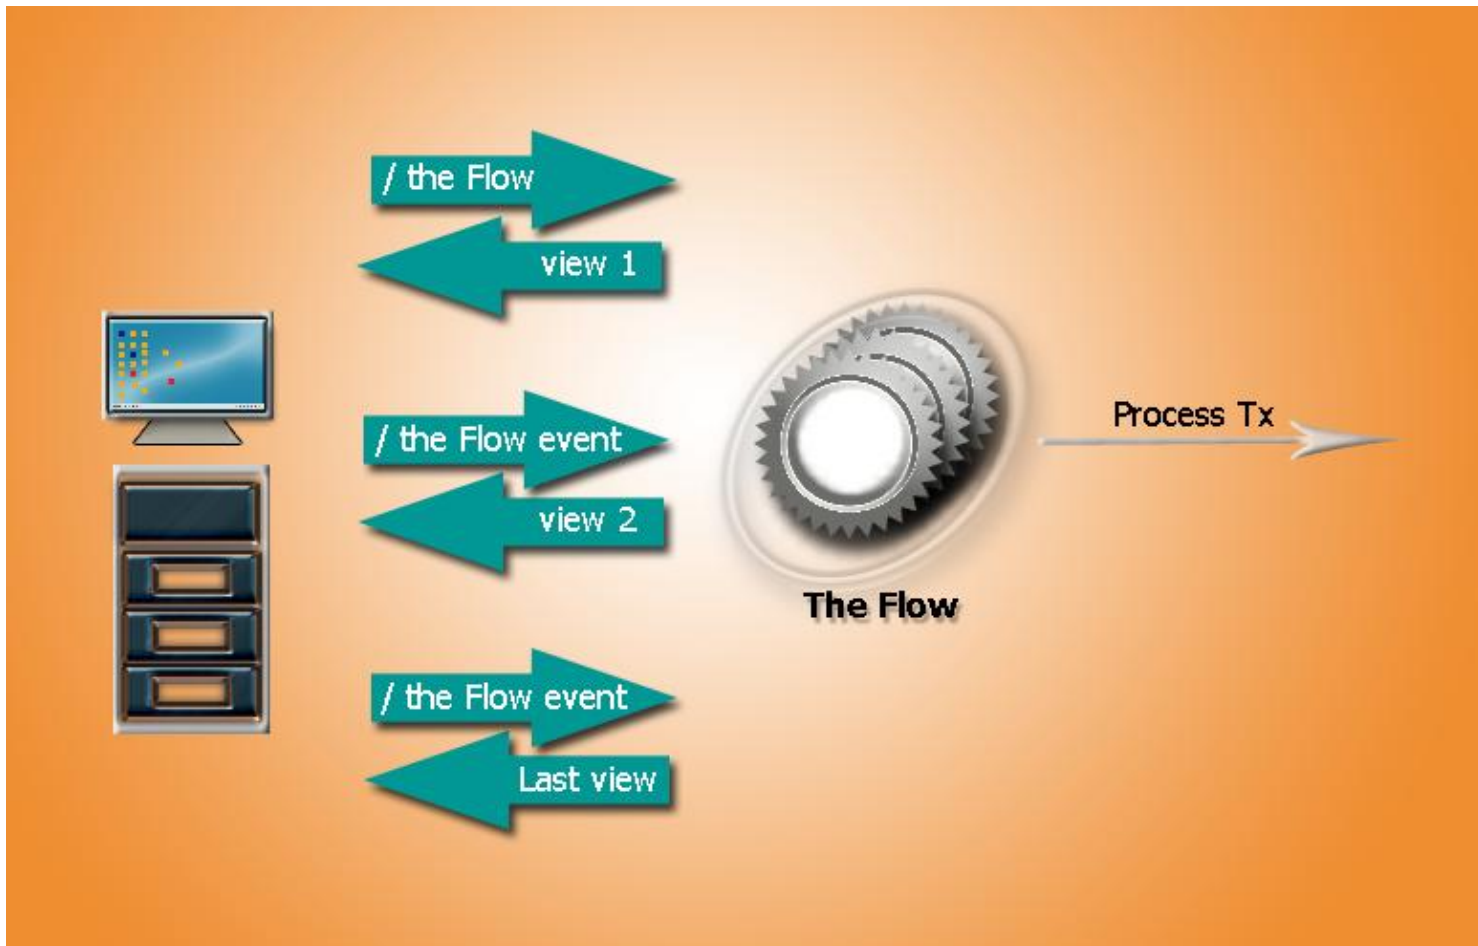 / the Flow
view 1
/ the Flow event
view 2
/ the Flow event
Last view
The Flow
Process Tx